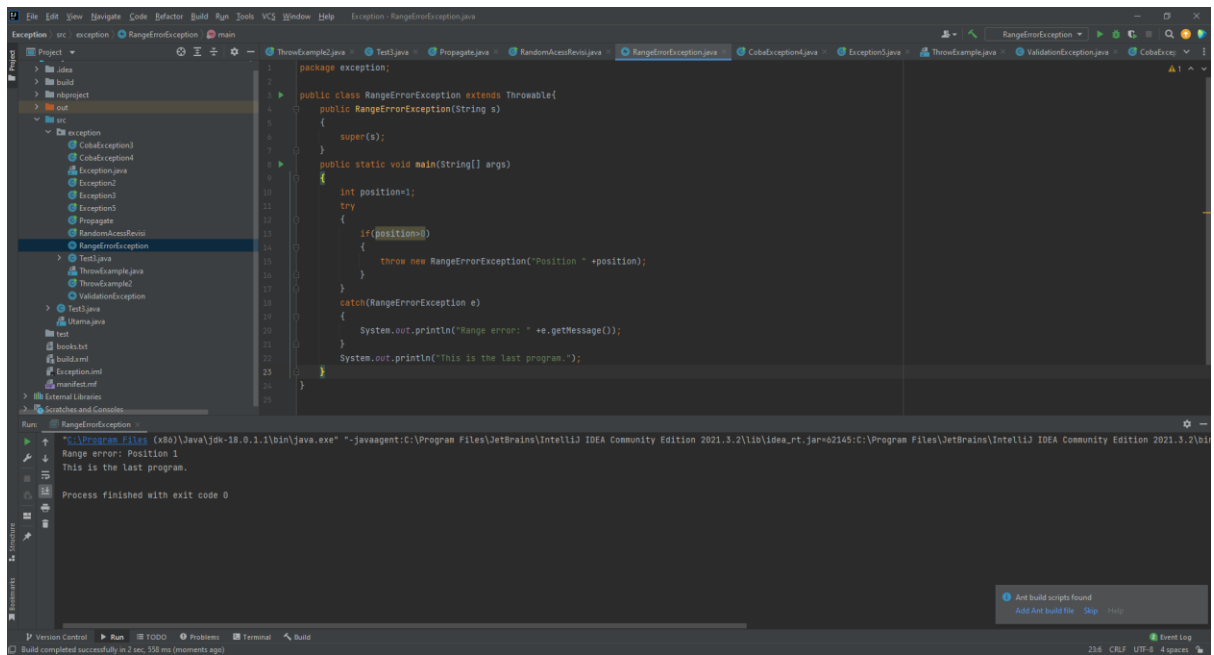 File Edit View Navigate Code Refactor Build Run Tools VCS Window Help Exception - RangeErrorException.java
Exception src exception RangeErrorException main RangeErrorException
Project ThrowExample2.java Test3.java Propagate.java RandomAcessRevisi.java RangeErrorException.java CobaException4.java Exception5.java ThrowExample.java ValidationException.java CobaExcep
.idea
build
nbproject
out
src
exception
CobaException3
CobaException4
Exception.java
Exception2
Exception3
Exception5
Propagate
RandomAcessRevisi
RangeErrorException
Test3.java
ThrowExample.java
ThrowExample2
ValidationException
Test3.java
Utama.java
test
books.txt
build.xml
Exception.iml
manifest.mf
External Libraries
Scratches and Consoles
1 package exception;
2
3 public class RangeErrorException extends Throwable{
4 public RangeErrorException(String s)
5 {
6 super(s);
7 }
8 public static void main(String[] args)
9 {
10 int position=1;
11 try
12 {
13 if(position>0)
14 {
15 throw new RangeErrorException("Position " +position);
16 }
17 }
18 catch(RangeErrorException e)
19 {
20 System.out.println("Range error: " +e.getMessage());
21 }
22 System.out.println("This is the last program.");
23 }
24 }
25
1
Run: RangeErrorException
"C:\Program Files (x86)\Java\jdk-18.0.1.1\bin\java.exe" "-javaagent:C:\Program Files\JetBrains\IntelliJ IDEA Community Edition 2021.3.2\lib\idea_rt.jar=62145:C:\Program Files\JetBrains\IntelliJ IDEA Community Edition 2021.3.2\bin
Range error: Position 1
This is the last program.
Process finished with exit code 0
Structure
Bookmarks
Ant build scripts found
Add Ant build file Skip Help
Version Control Run TODO Problems Terminal Build 2 Event Log
Build completed successfully in 2 sec, 558 ms (moments ago) 23:6 CRLF UTF-8 4 spaces